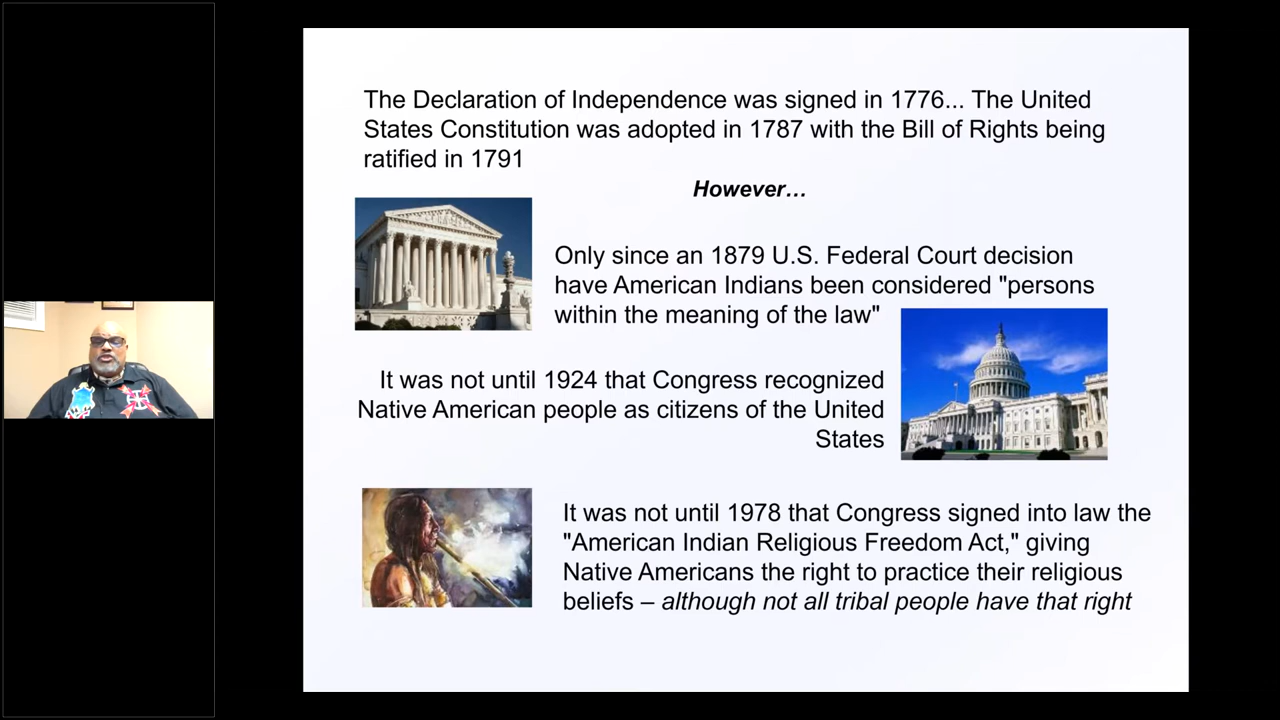 The Declaration of Independence was signed in 1776... The United
States Constitution was adopted in 1787 with the Bill of Rights being
ratified in 1791
However…
Only since an 1879 U.S. Federal Court decision
have American Indians been considered "persons
within the meaning of the law"
It was not until 1924 that Congress recognized
Native American people as citizens of the United
States
It was not until 1978 that Congress signed into law the
"American Indian Religious Freedom Act," giving
Native Americans the right to practice their religious
beliefs – although not all tribal people have that right